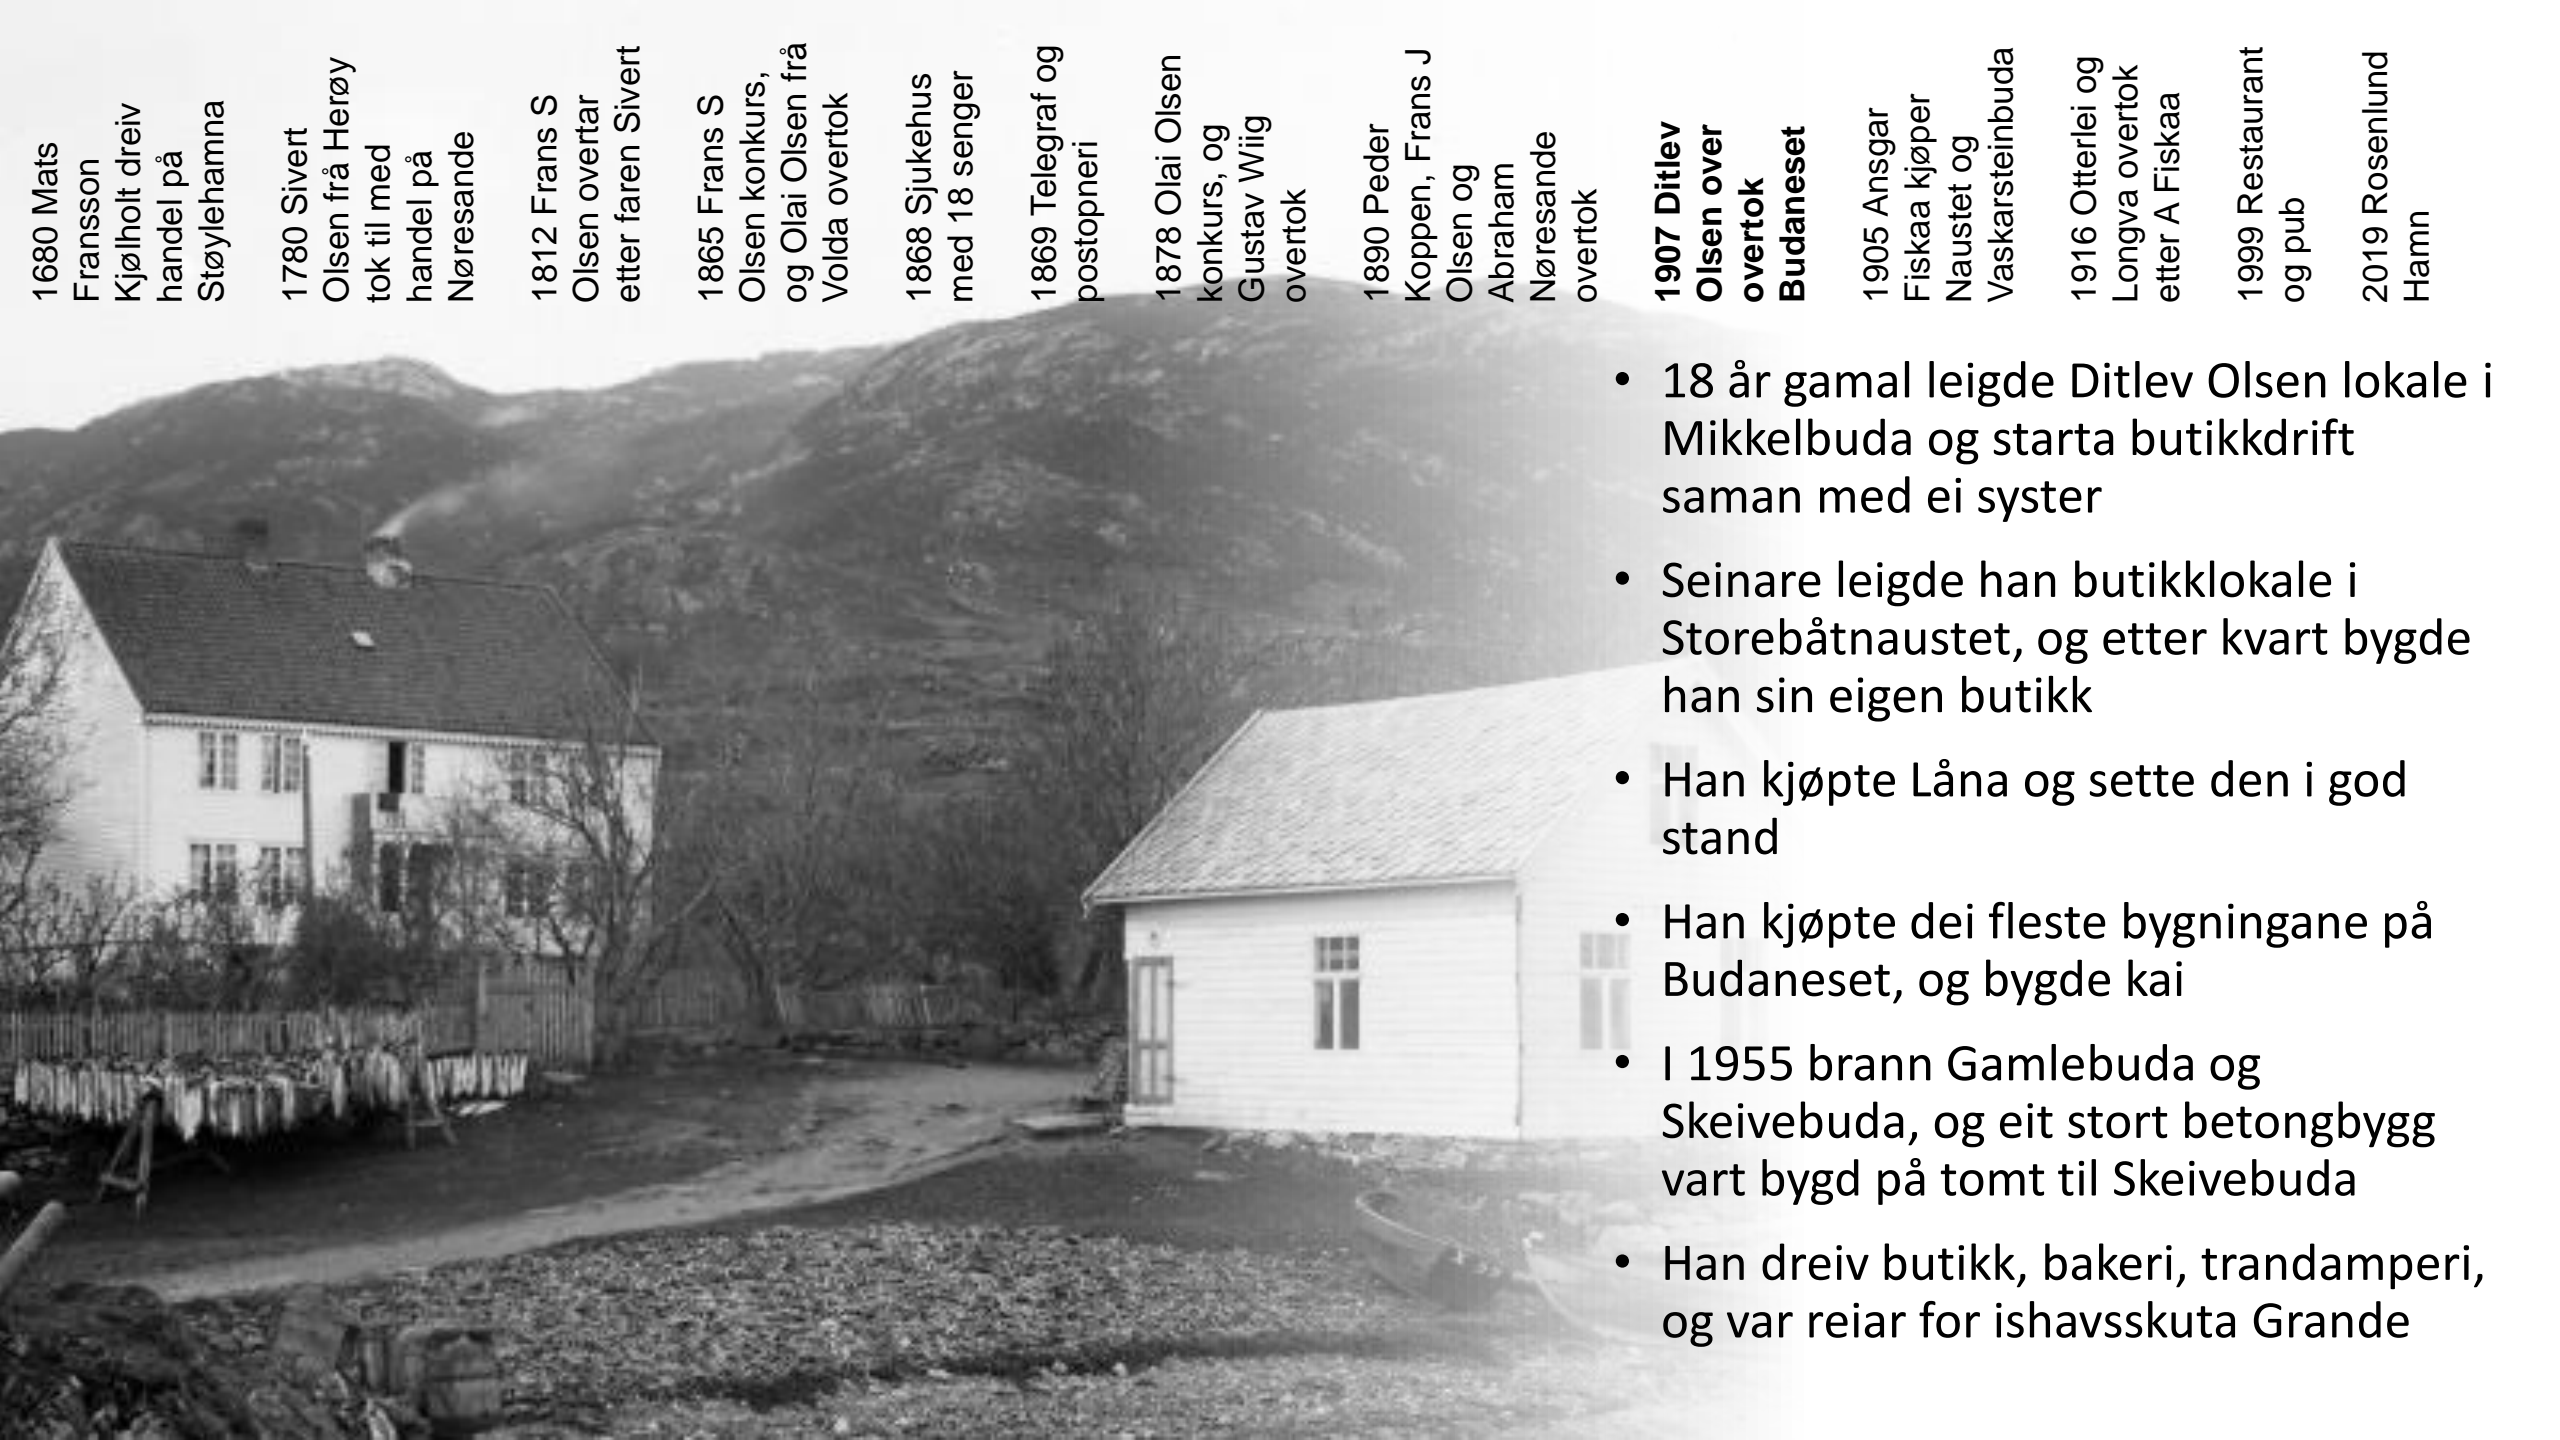 1680 Mats
Fransson
Kjølholt dreiv
handel på
Støylehamna
1780 Sivert
Olsen frå Herøy
tok til med
handel på
Nøresande
1812 Frans S
Olsen overtar
etter faren Sivert
1865 Frans S
Olsen konkurs,
og Olai Olsen frå
Volda overtok
1868 Sjukehus
med 18 senger
1869 Telegraf og
postopneri
1878 Olai Olsen
konkurs, og
Gustav Wiig
overtok
1890 Peder
Koppen, Frans J
Olsen og
Abraham
Nøresande
overtok
1907 Ditlev
Olsen over
overtok
Budaneset
1905 Ansgar
Fiskaa kjøper
Naustet og
Vaskarsteinbuda
1916 Otterlei og
Longva overtok
etter A Fiskaa
1999 Restaurant
og pub
2019 Rosenlund
Hamn
• 18 år gamal leigde Ditlev Olsen lokale i
Mikkelbuda og starta butikkdrift
saman med ei syster
• Seinare leigde han butikklokale i
Storebåtnaustet, og etter kvart bygde
han sin eigen butikk
• Han kjøpte Låna og sette den i god
stand
• Han kjøpte dei fleste bygningane på
Budaneset, og bygde kai
• I 1955 brann Gamlebuda og
Skeivebuda, og eit stort betongbygg
vart bygd på tomt til Skeivebuda
• Han dreiv butikk, bakeri, trandamperi,
og var reiar for ishavsskuta Grande